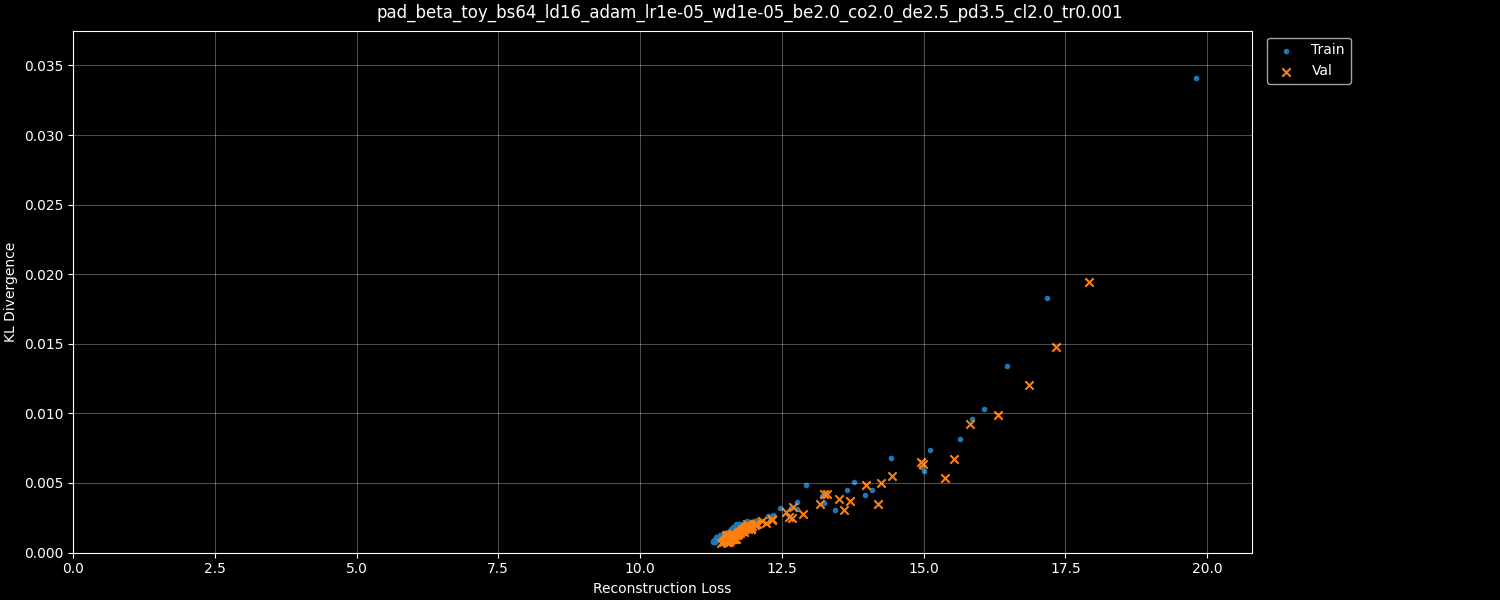 pad_beta_toy_bs64_ld16_adam_lr1e-05_wd1e-05_be2.0_co2.0_de2.5_pd3.5_cl2.0_tr0.001
Train
Val
KL Divergence
0.035
0.030
0.025
0.020
0.015
0.010
0.005
0.000
0.0 2.5 5.0 7.5 10.0 12.5 15.0 17.5 20.0
Reconstruction Loss